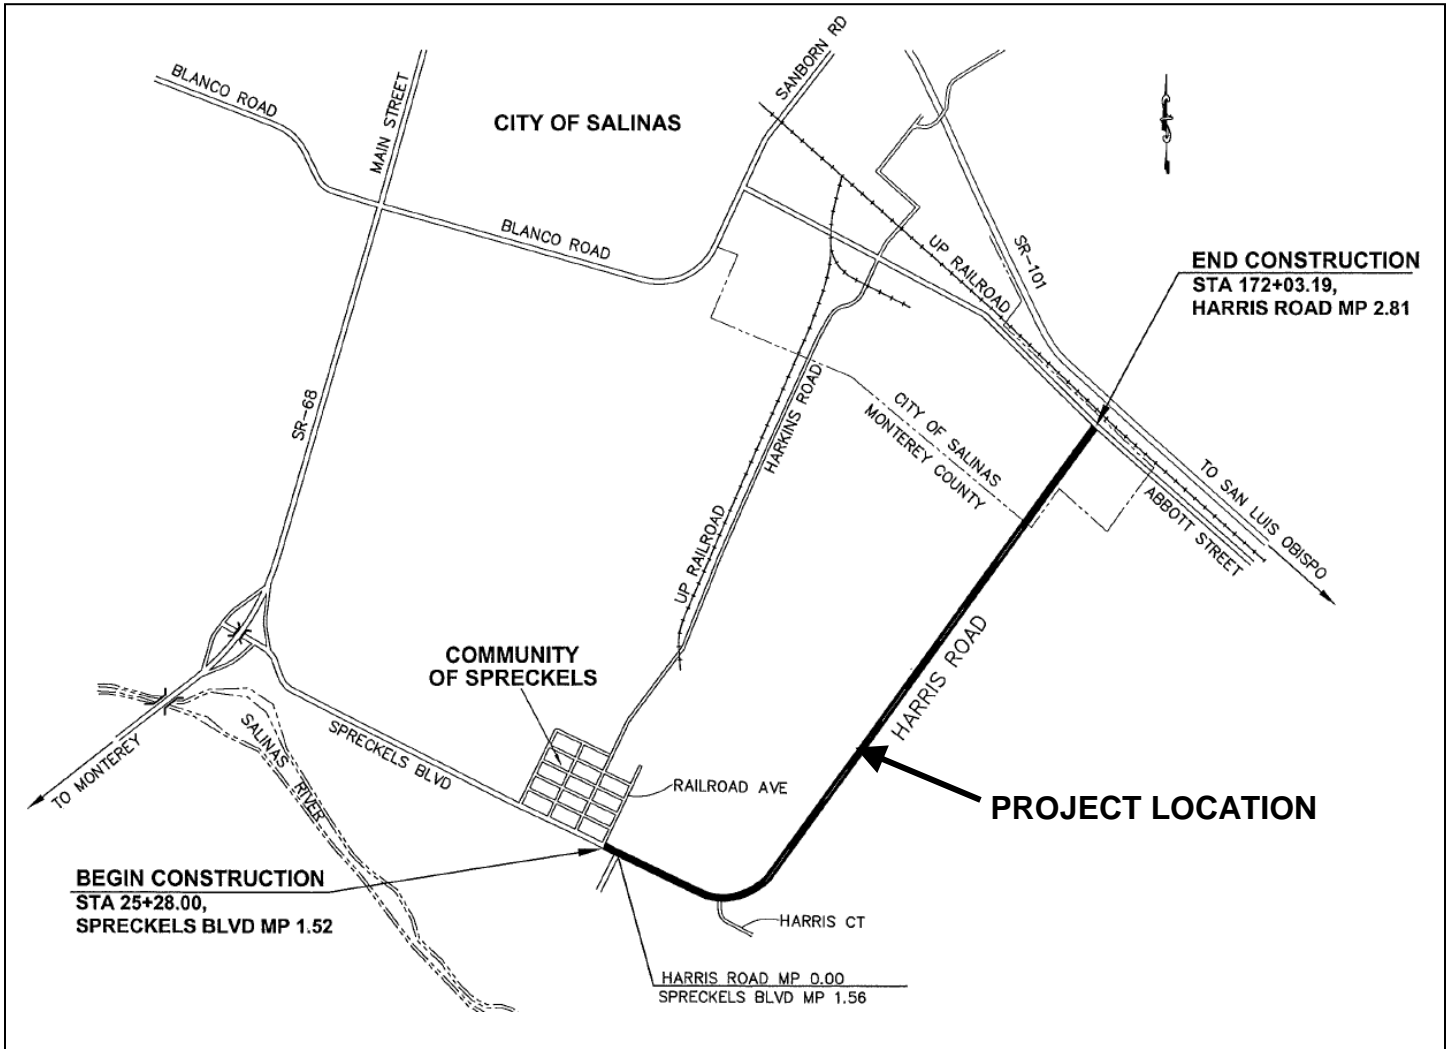 BLANCO ROAD
MAIN STREET
CITY OF SALINAS
SANBORN RD
BLANCO ROAD
UP RAILROAD
SR-101
END CONSTRUCTION
STA 172+03.19,
HARRIS ROAD MP 2.81
SR-68
HARKINS ROAD
CITY OF SALINAS
MONTEREY COUNTY
TO SAN LUIS OBISPO
ABBOTT STREET
UP RAILROAD
HARRIS ROAD
COMMUNITY
OF SPRECKELS
SALINAS
RIVER
SPRECKELS BLVD
TO MONTEREY
RAILROAD AVE
PROJECT LOCATION
BEGIN CONSTRUCTION
STA 25+28.00,
SPRECKELS BLVD MP 1.52
HARRIS CT
HARRIS ROAD MP 0.00
SPRECKELS BLVD MP 1.56